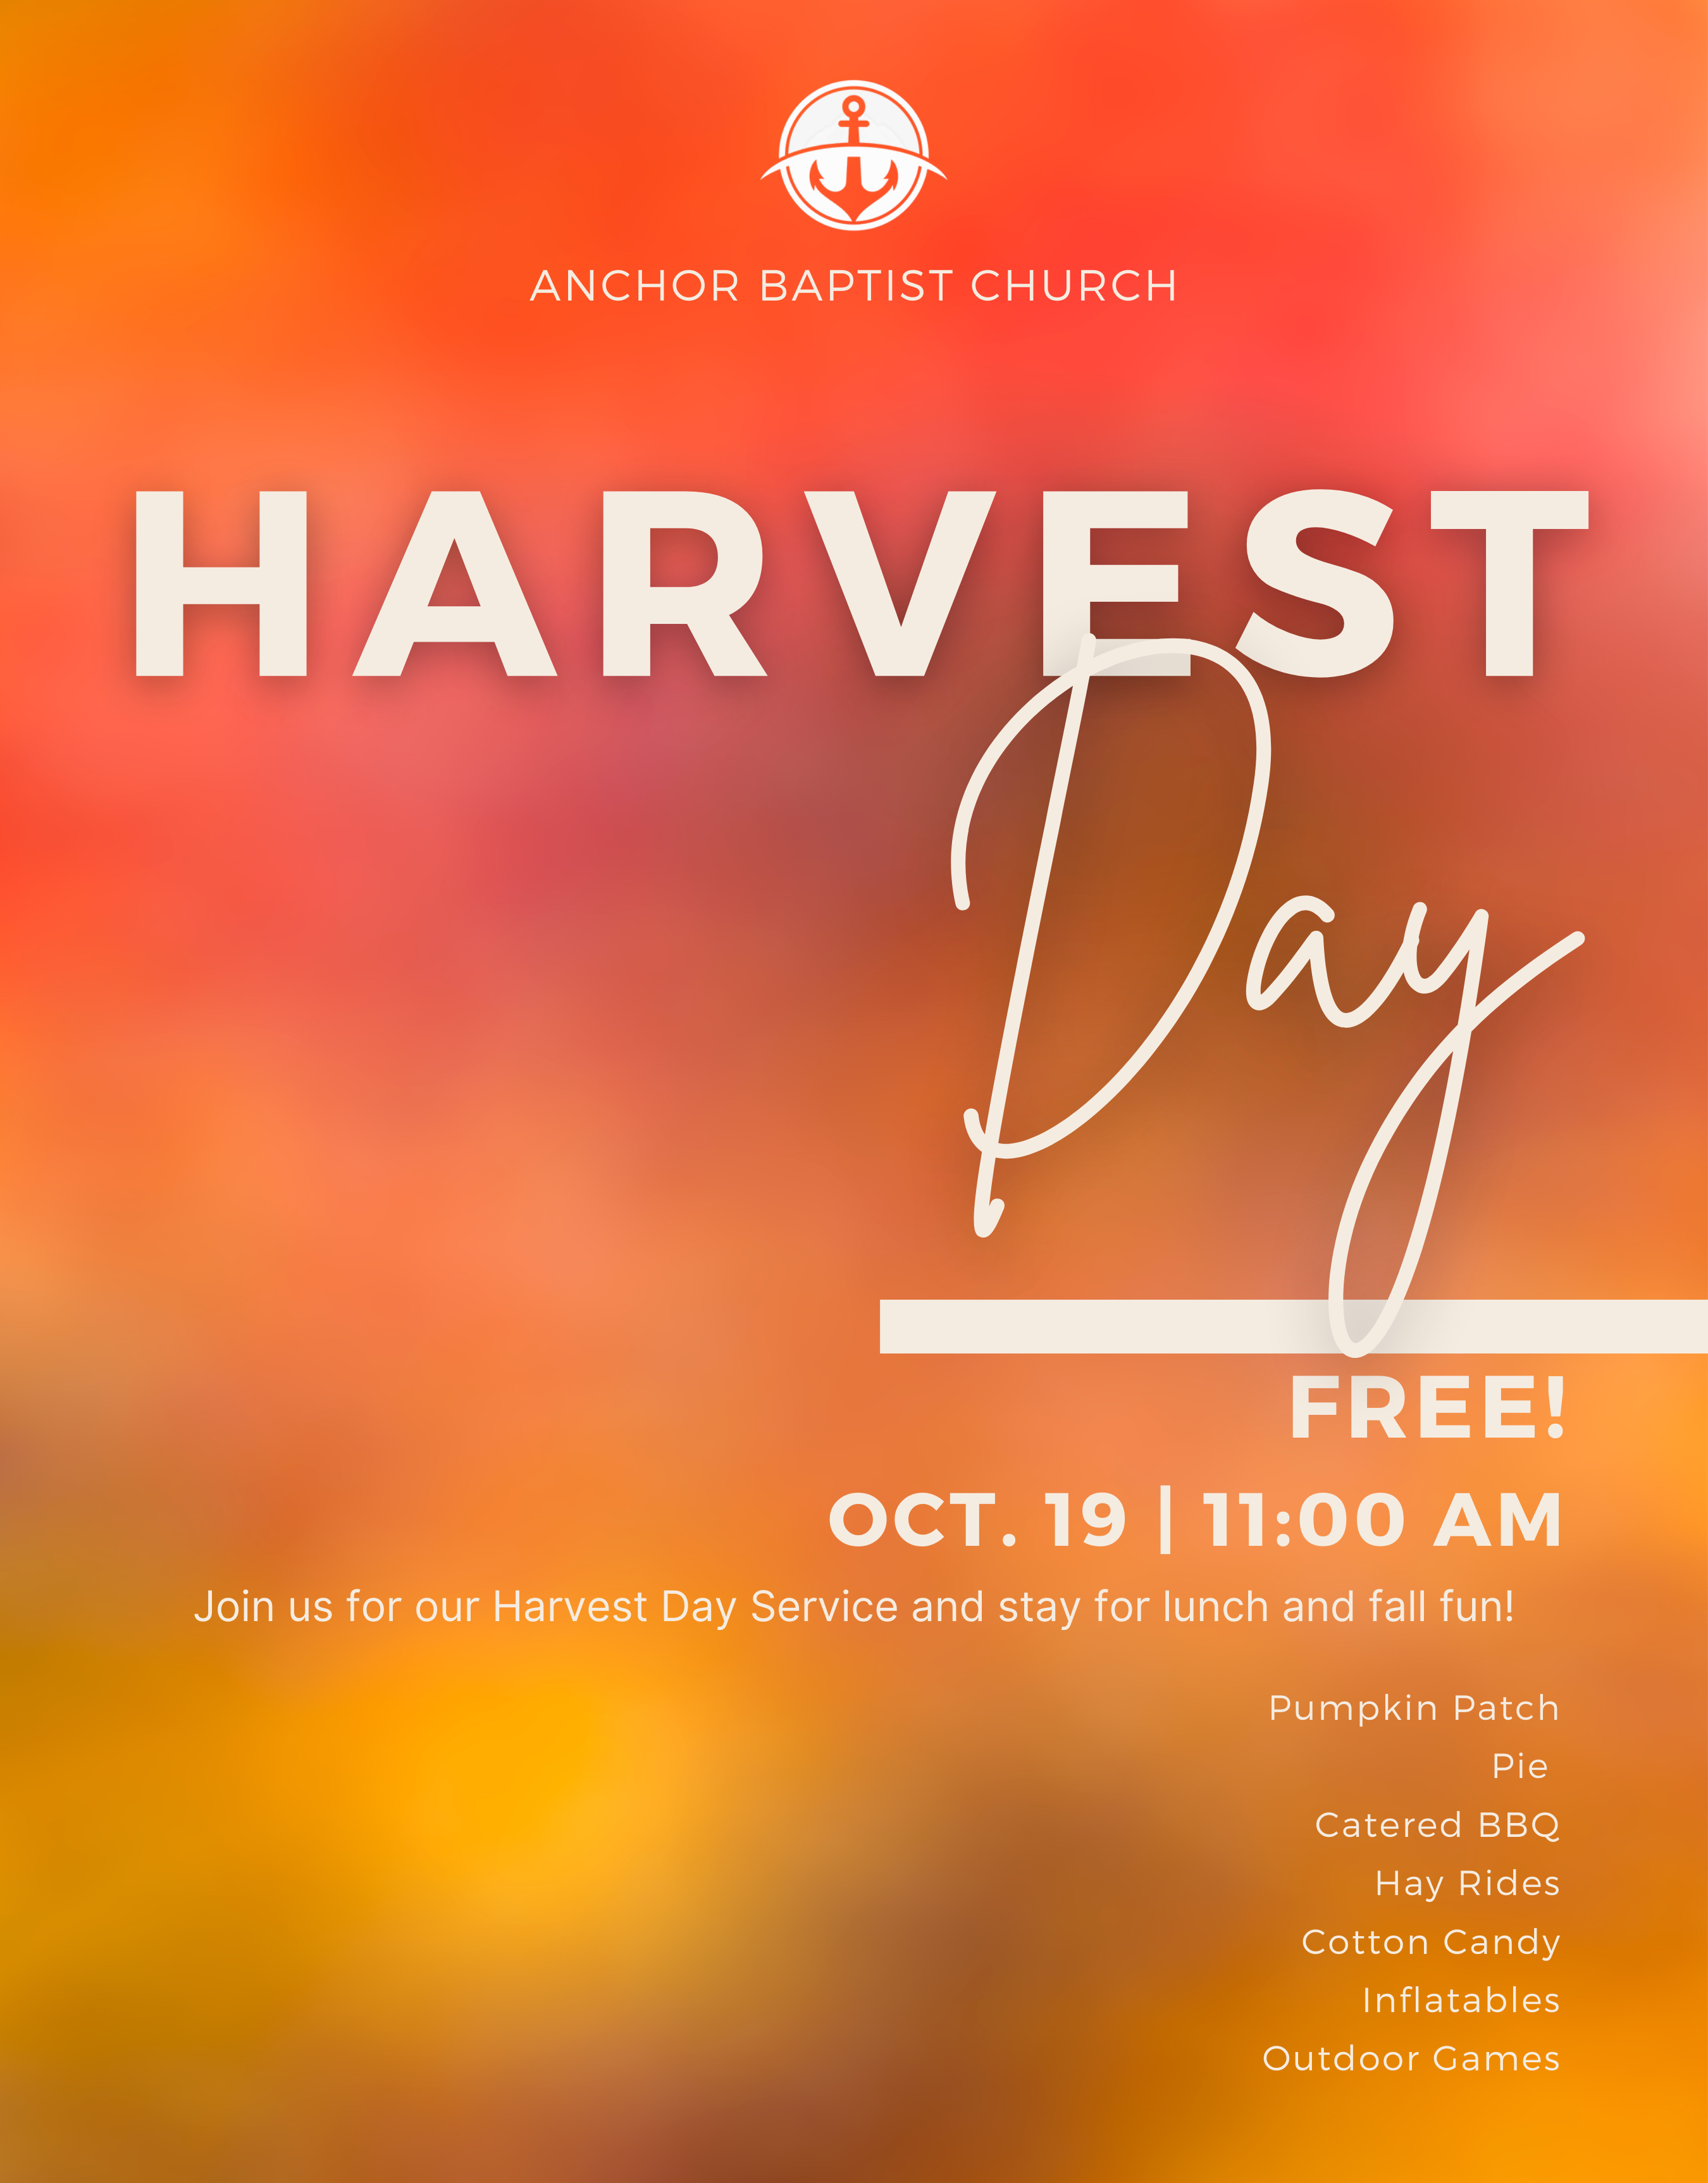 ANCHOR BAPTIST CHURCH
HARVEST
Day
FREE!
OCT. 19 | 11:00 AM
Join us for our Harvest Day Service and stay for lunch and fall fun!
Pumpkin Patch
Pie
Catered BBQ
Hay Rides
Cotton Candy
Inflatables
Outdoor Games